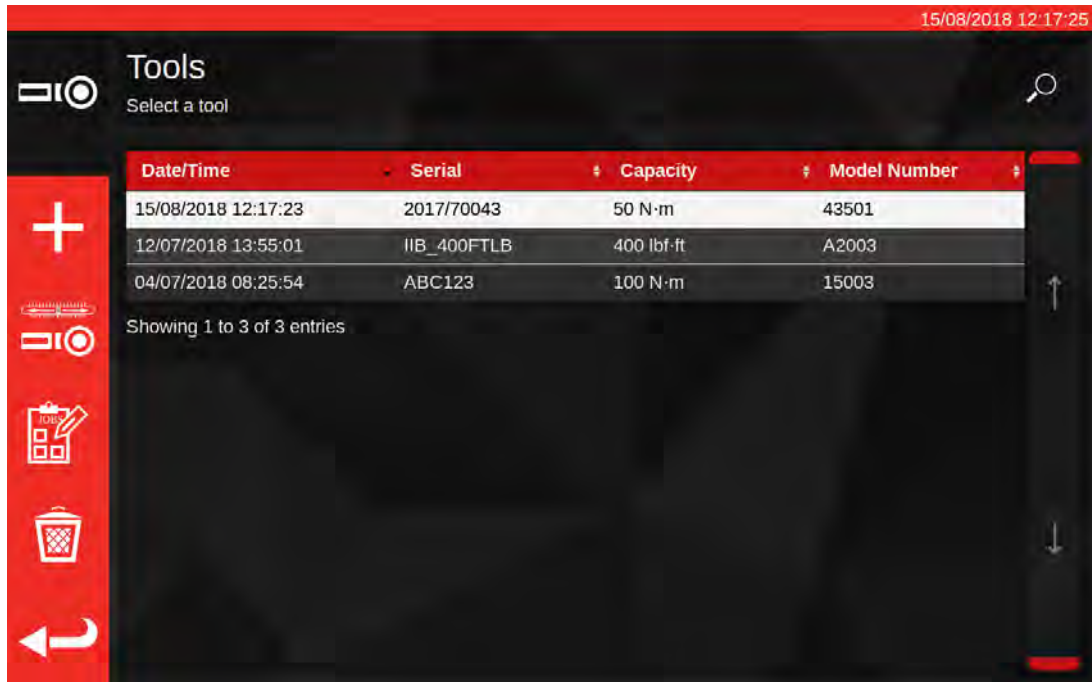 15/08/2018 12:17:25
Tools
Select a tool
Date/Time Serial Capacity Model Number
15/08/2018 12:17:23 2017/70043 50 N·m 43501
12/07/2018 13:55:01 IIB_400FTLB 400 lbf·ft A2003
04/07/2018 08:25:54 ABC123 100 N·m 15003
Showing 1 to 3 of 3 entries
JOBS